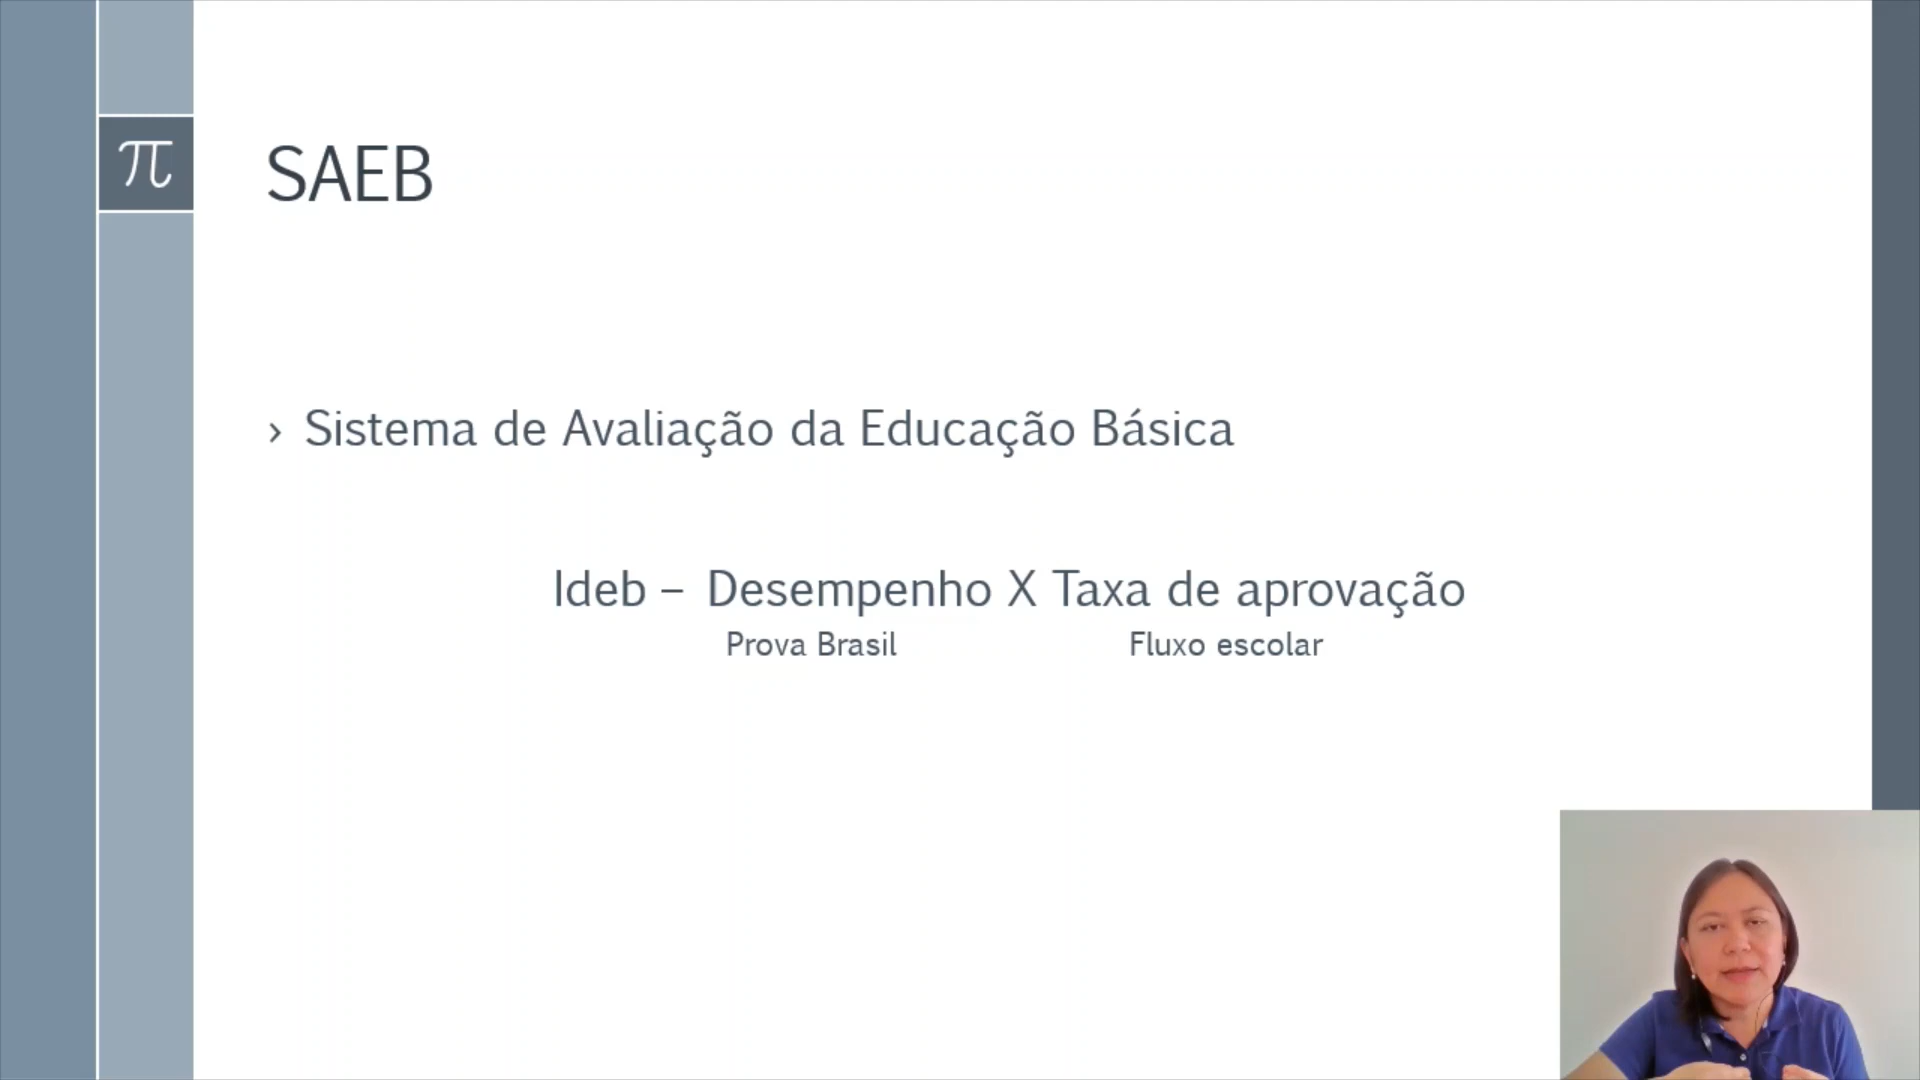 π
SAEB
› Sistema de Avaliação da Educação Básica
Ideb – Desempenho X Taxa de aprovação
Prova Brasil Fluxo escolar